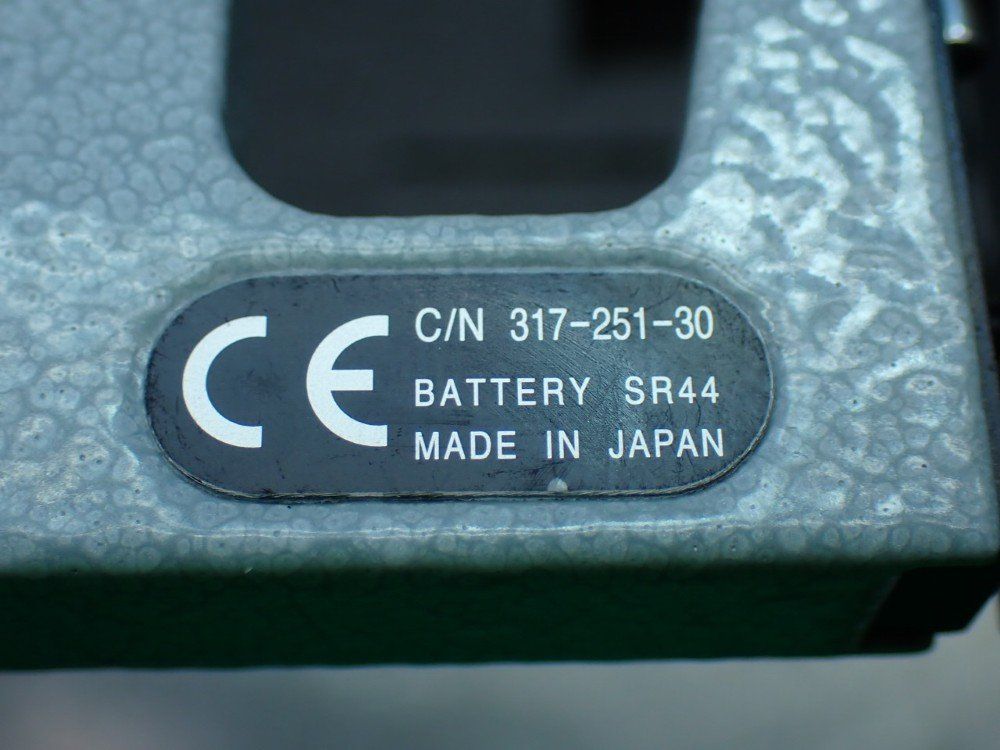 CE
C/N 317-251-30
BATTERY SR44
MADE IN JAPAN